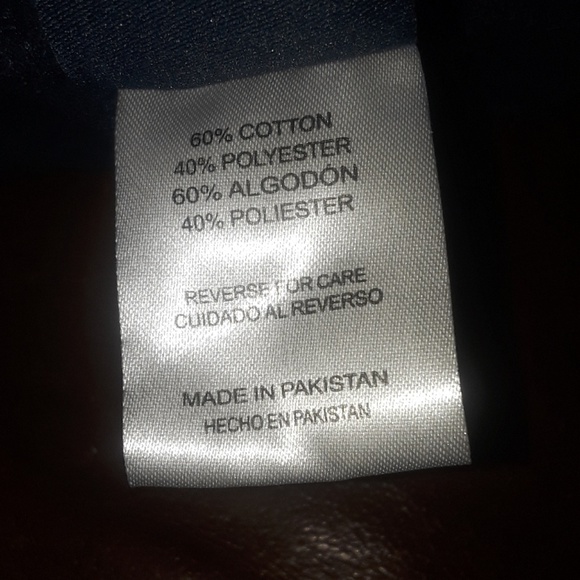 60% COTTON
40% POLYESTER
60% ALGODÓN
40% POLIESTER
REVERSE FOR CARE
CUIDADO AL REVERSO
MADE IN PAKISTAN
HECHO EN PAKISTAN